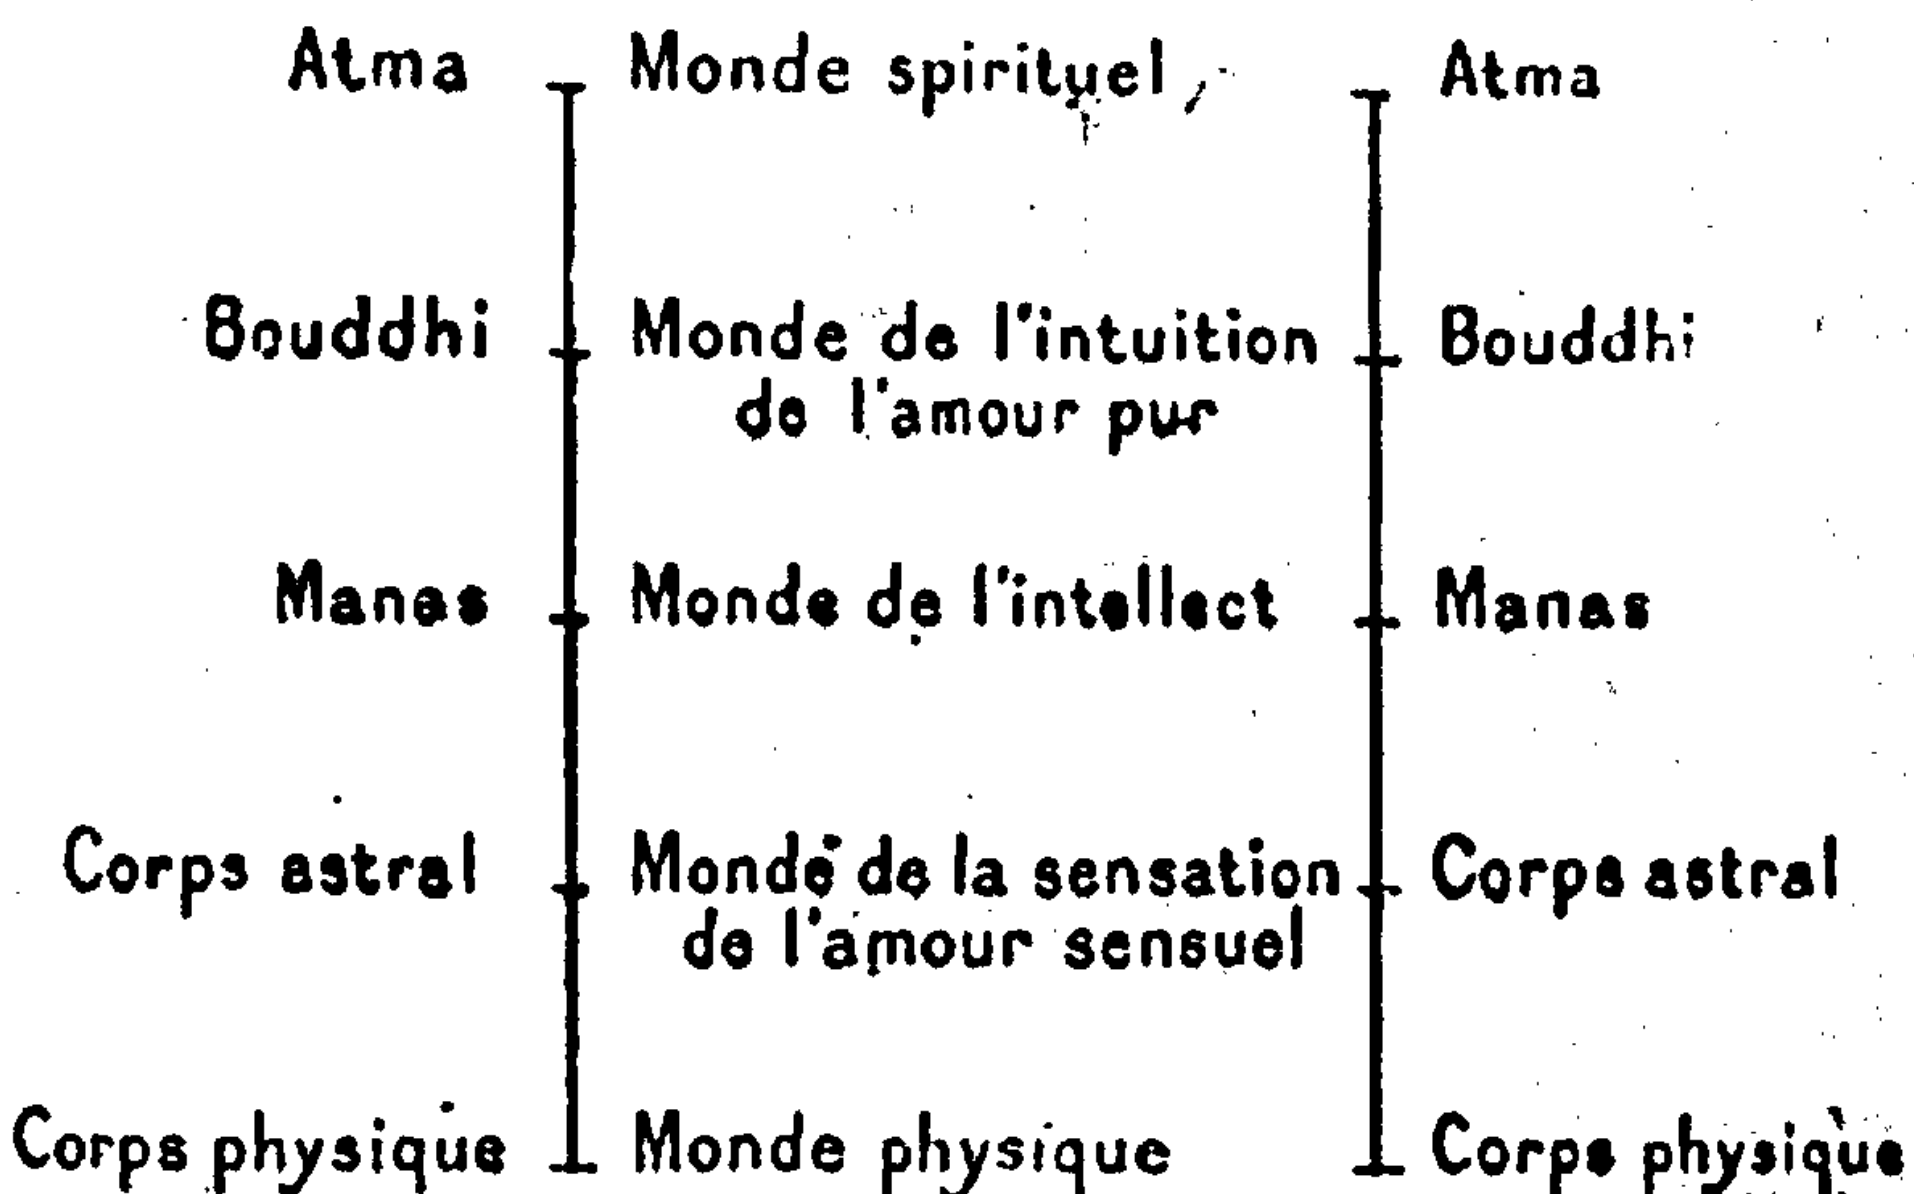 Atma Monde spirituel Atma
Bouddhi Monde de l'intuition Bouddhi
de l'amour pur
Manas Monde de l'intellect Manas
Corps astral Monde de la sensation Corps astral
de l'amour sensuel
Corps physique Monde physique Corps physique